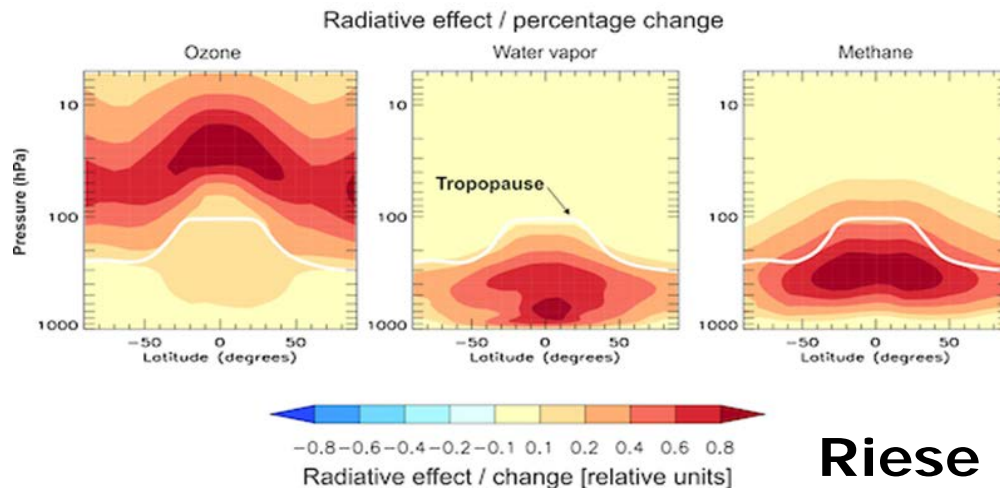 Radiative effect / percentage change
Ozone
Water vapor
Methane
Pressure (hPa)
10
100
1000
-50 0 50
Latitude (degrees)
Tropopause
10
100
1000
-50 0 50
Latitude (degrees)
10
100
1000
-50 0 50
Latitude (degrees)
-0.8 -0.6 -0.4 -0.2 -0.1 0.1 0.2 0.4 0.6 0.8
Radiative effect / change [relative units]
Riese